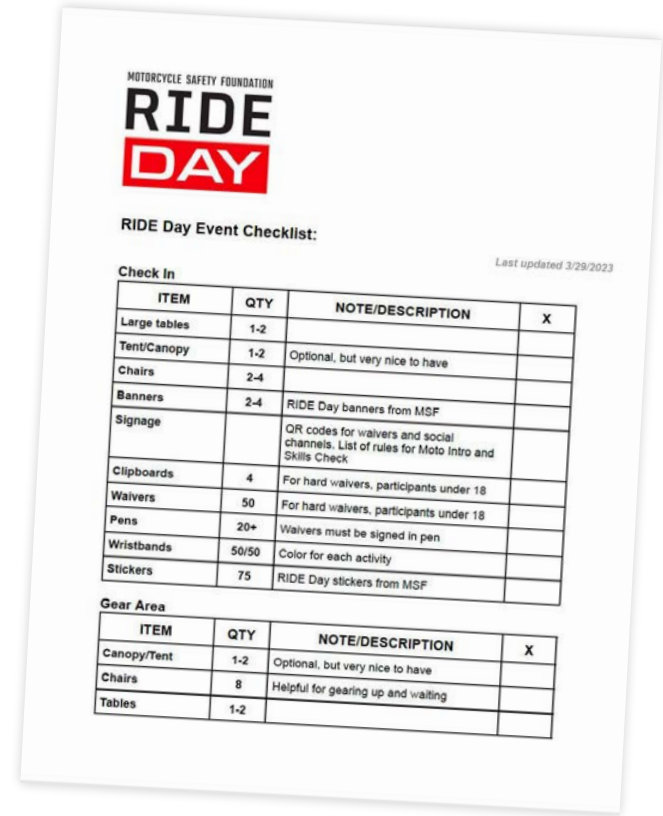 MOTORCYCLE SAFETY FOUNDATION
RIDE
DAY
RIDE Day Event Checklist:
Last updated 3/29/2023
Check In
ITEM QTY NOTE/DESCRIPTION X
Large tables 1-2
Tent/Canopy 1-2 Optional, but very nice to have
Chairs 2-4
Banners 2-4 RIDE Day banners from MSF
Signage QR codes for waivers and social
channels. List of rules for Moto Intro and
Skills Check
Clipboards 4 For hard waivers, participants under 18
Waivers 50 For hard waivers, participants under 18
Pens 20+ Waivers must be signed in pen
Wristbands 50/50 Color for each activity
Stickers 75 RIDE Day stickers from MSF
Gear Area
ITEM QTY NOTE/DESCRIPTION X
Canopy/Tent 1-2 Optional, but very nice to have
Chairs 8 Helpful for gearing up and waiting
Tables 1-2